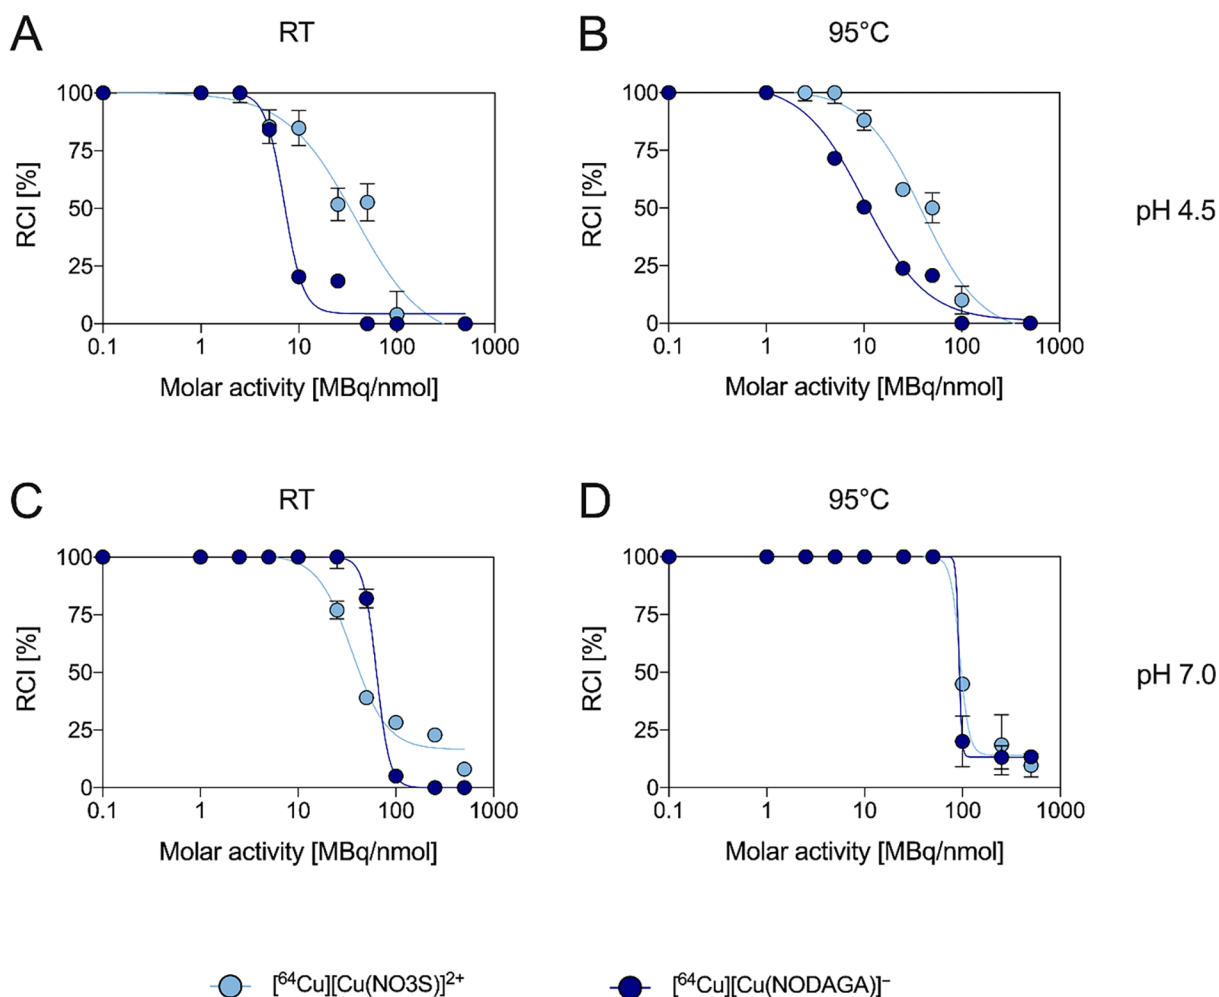 A RT
B 95°C
100
75
50
25
0
RCI [%]
0.1 1 10 100 1000
Molar activity [MBq/nmol]
100
75
50
25
0
RCI [%]
0.1 1 10 100 1000
Molar activity [MBq/nmol]
pH 4.5
C RT
D 95°C
100
75
50
25
0
RCI [%]
0.1 1 10 100 1000
Molar activity [MBq/nmol]
100
75
50
25
0
RCI [%]
0.1 1 10 100 1000
Molar activity [MBq/nmol]
pH 7.0
[⁶⁴Cu][Cu(NO3S)]²⁺
[⁶⁴Cu][Cu(NODAGA)]⁻